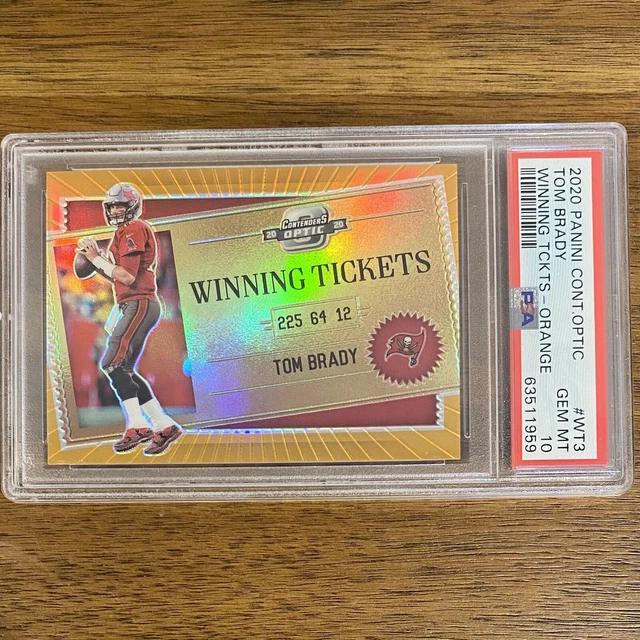 CONTENDERS
20 20
OPTIC
WINNING TICKETS
225 64 12
TOM BRADY
2020 PANINI CONT.OPTIC #WT3
TOM BRADY GEM MT
WINNING TCKTS-ORANGE 10
PSA 63511959